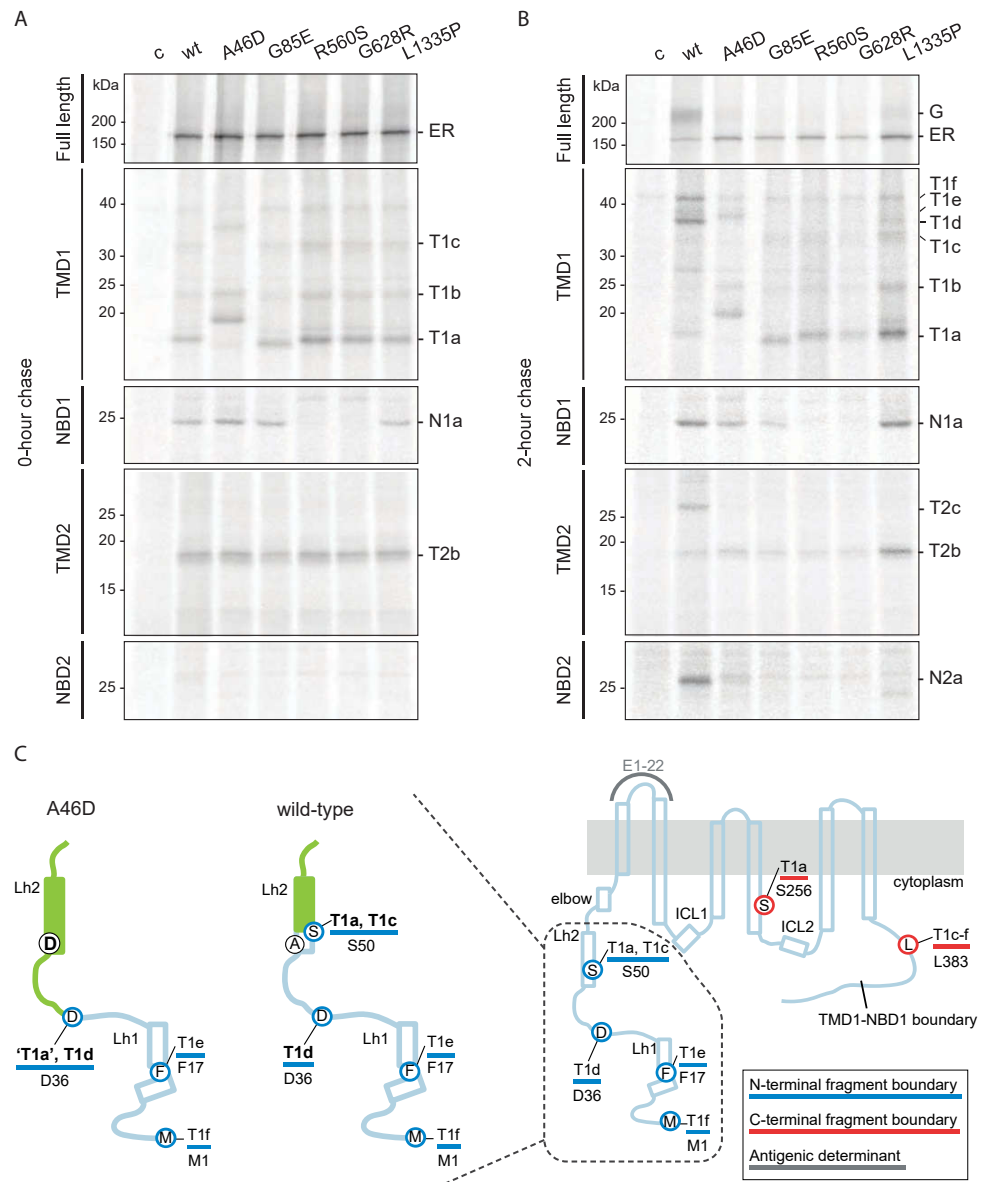 A
c wt A46D G85E R560S G628R L1335P
0-hour chase
Full length
kDa
200
150
ER
TMD1
40
30
25
20
T1c
T1b
T1a
NBD1
25
N1a
TMD2
25
20
15
T2b
NBD2
25
B
c wt A46D G85E R560S G628R L1335P
2-hour chase
Full length
kDa
200
150
G
ER
TMD1
40
30
25
20
T1f
T1e
T1d
T1c
T1b
T1a
NBD1
25
N1a
TMD2
25
20
15
T2c
T2b
NBD2
25
N2a
C
A46D
Lh2
D
D
'T1a', T1d
D36
Lh1
F
T1e
F17
M
T1f
M1
wild-type
Lh2
A
S
T1a, T1c
S50
D
T1d
D36
Lh1
F
T1e
F17
M
T1f
M1
E1-22
cytoplasm
elbow
Lh2
ICL1
T1a
S256
S
ICL2
L
T1c-f
L383
TMD1-NBD1 boundary
S
T1a, T1c
S50
D
T1d
D36
Lh1
F
T1e
F17
M
T1f
M1
N-terminal fragment boundary
C-terminal fragment boundary
Antigenic determinant